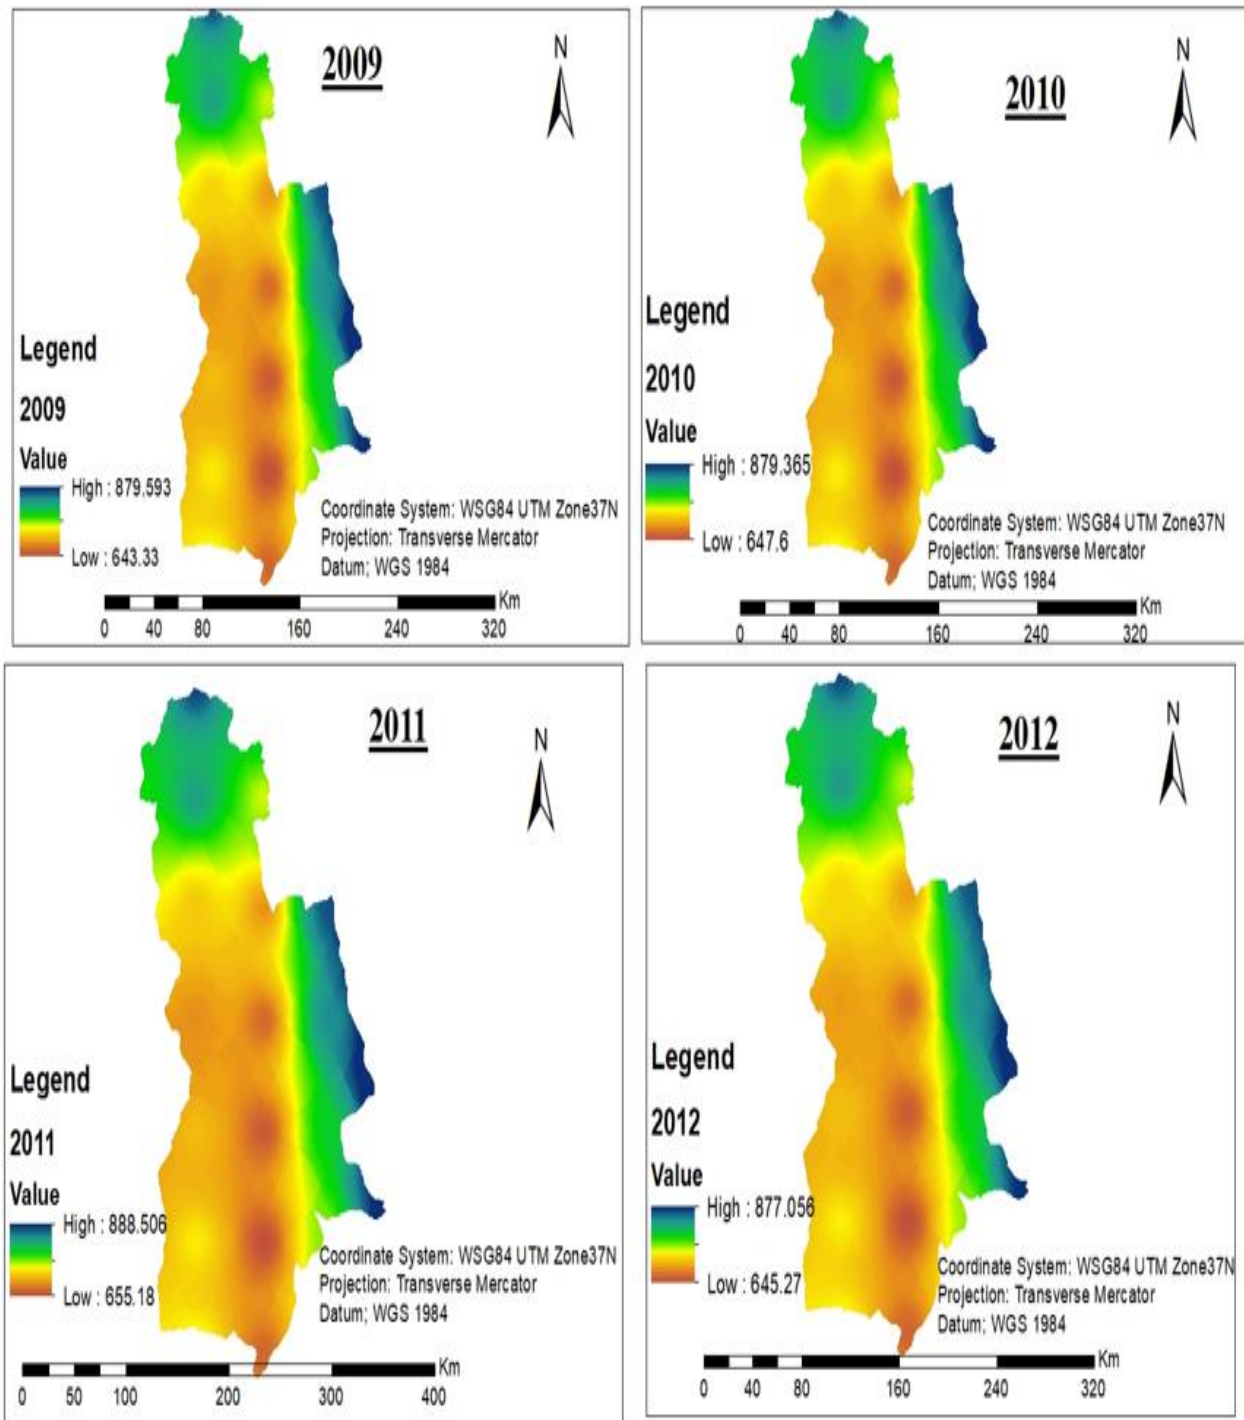 2009
N
Legend
2009
Value
High : 879.593
Low : 643.33
Coordinate System: WSG84 UTM Zone37N
Projection: Transverse Mercator
Datum; WGS 1984
Km
0 40 80 160 240 320
2010
N
Legend
2010
Value
High : 879.365
Low : 647.6
Coordinate System: WSG84 UTM Zone37N
Projection: Transverse Mercator
Datum; WGS 1984
Km
0 40 80 160 240 320
2011
N
Legend
2011
Value
High : 888.506
Low : 655.18
Coordinate System: WSG84 UTM Zone37N
Projection: Transverse Mercator
Datum; WGS 1984
Km
0 50 100 200 300 400
2012
N
Legend
2012
Value
High : 877.056
Low : 645.27
Coordinate System: WSG84 UTM Zone37N
Projection: Transverse Mercator
Datum; WGS 1984
Km
0 40 80 160 240 320